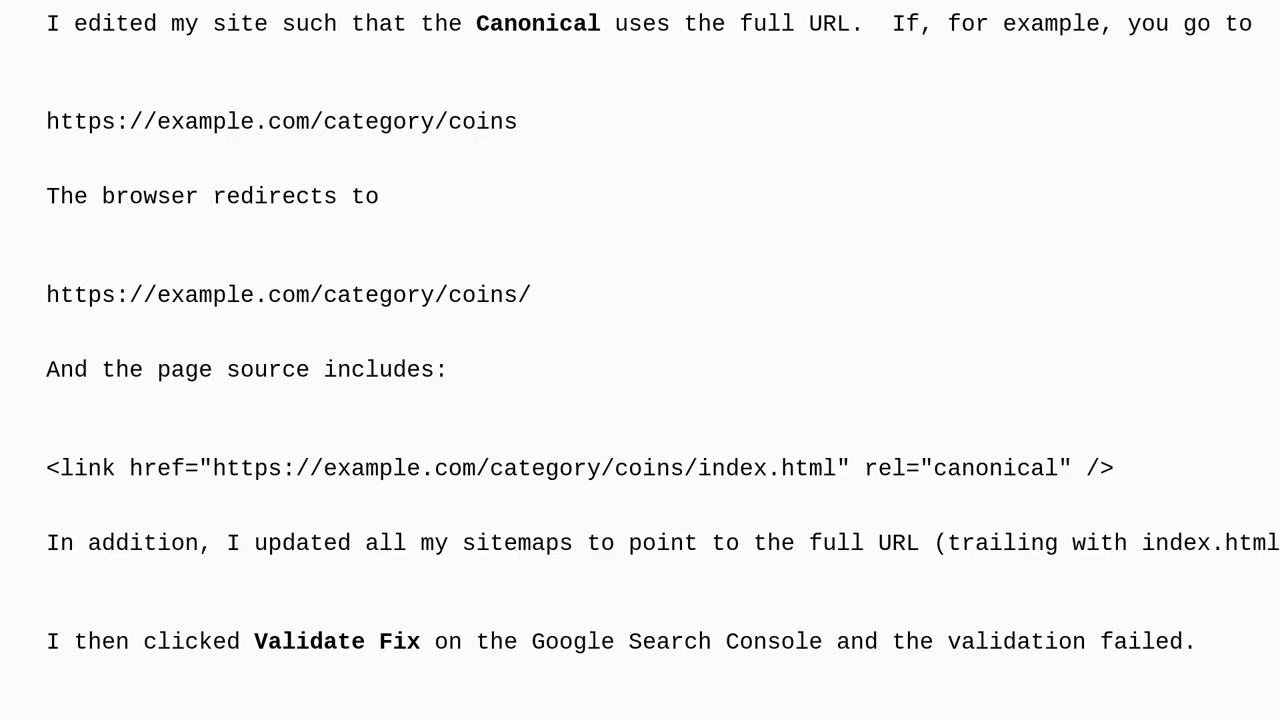 I edited my site such that the Canonical uses the full URL.  If, for example, you go to
https://example.com/category/coins
The browser redirects to
https://example.com/category/coins/
And the page source includes:
<link href="https://example.com/category/coins/index.html" rel="canonical" />
In addition, I updated all my sitemaps to point to the full URL (trailing with index.html
I then clicked Validate Fix on the Google Search Console and the validation failed.